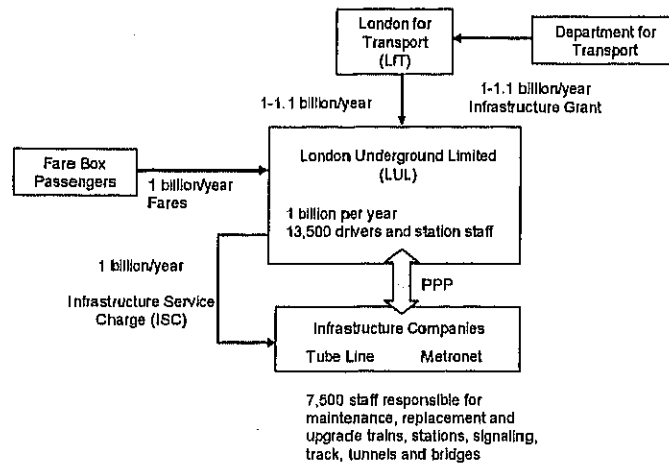 London for
Transport
(LfT)
Department for
Transport
1-1.1 billion/year
1-1.1 billion/year
Infrastructure Grant
Fare Box
Passengers
1 billion/year
Fares
London Underground Limited
(LUL)
1 billion per year
13,500 drivers and station staff
1 billion/year
Infrastructure Service
Charge (ISC)
PPP
Infrastructure Companies
Tube Line Metronet
7,500 staff responsible for
maintenance, replacement and
upgrade trains, stations, signaling,
track, tunnels and bridges